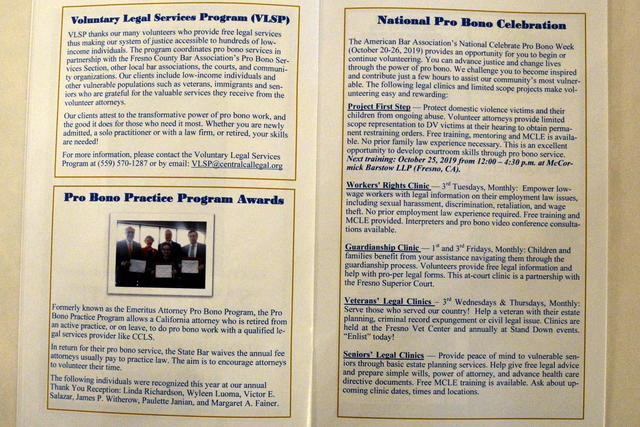 Voluntary Legal Services Program (VLSP)
VLSP thanks our many volunteers who provide free legal services
thus making our system of justice accessible to hundreds of low-
income individuals. The program coordinates pro bono services in
partnership with the Fresno County Bar Association's Pro Bono Ser-
vices Section, other local bar associations, the courts, and communi-
ty organizations. Our clients include low-income individuals and
other vulnerable populations such as veterans, immigrants and seni-
ors who are grateful for the valuable services they receive from the
volunteer attorneys.
Our clients attest to the transformative power of pro bono work, and
the good it does for those who need it most. Whether you are newly
admitted, a solo practitioner or with a law firm, or retired, your skills
are needed!
For more information, please contact the Voluntary Legal Services
Program at (559) 570-1287 or by email: VLSP@centralcallegal.org
Pro Bono Practice Program Awards
Formerly known as the Emeritus Attorney Pro Bono Program, the Pro
Bono Practice Program allows a California attorney who is retired from
an active practice, or on leave, to do pro bono work with a qualified le-
gal services provider like CCLS.
In return for their pro bono service, the State Bar waives the annual fee
attorneys usually pay to practice law. The aim is to encourage attorneys
to volunteer their time.
The following individuals were recognized this year at our annual
Thank You Reception: Linda Richardson, Wyleen Luoma, Victor E.
Salazar, James P. Witherow, Paulette Janian, and Margaret A. Fainer.
National Pro Bono Celebration
The American Bar Association's National Celebrate Pro Bono Week
(October 20-26, 2019) provides an opportunity for you to begin or
continue volunteering. You can advance justice and change lives
through the power of pro bono. We challenge you to become inspired
and contribute just a few hours to assist our community's most vulner-
able. The following legal clinics and limited scope projects make vol-
unteering easy and rewarding:
Project First Step — Protect domestic violence victims and their
children from ongoing abuse. Volunteer attorneys provide limited
scope representation to DV victims at their hearing to obtain perma-
nent restraining orders. Free training, mentoring and MCLE is availa-
ble. No prior family law experience necessary. This is an excellent
opportunity to develop courtroom skills through pro bono service.
Next training: October 25, 2019 from 12:00 – 4:30 p.m. at McCor-
mick Barstow LLP (Fresno, CA).
Workers' Rights Clinic — 3rd Tuesdays, Monthly: Empower low-
wage workers with legal information on their employment law issues,
including sexual harassment, discrimination, retaliation, and wage
theft. No prior employment law experience required. Free training and
MCLE provided. Interpreters and pro bono video conference consulta-
tions available.
Guardianship Clinic — 1st and 3rd Fridays, Monthly: Children and
families benefit from your assistance navigating them through the
guardianship process. Volunteers provide free legal information and
help with pro-per legal forms. This at-court clinic is a partnership with
the Fresno Superior Court.
Veterans' Legal Clinics – 3rd Wednesdays & Thursdays, Monthly:
Serve those who served our country! Help a veteran with their estate
planning, criminal record expungement or civil legal issue. Clinics are
held at the Fresno Vet Center and annually at Stand Down events.
"Enlist" today!
Seniors' Legal Clinics — Provide peace of mind to vulnerable sen-
iors through basic estate planning services. Help give free legal advice
and prepare simple wills, power of attorney, and advance health care
directive documents. Free MCLE training is available. Ask about up-
coming clinic dates, times and locations.